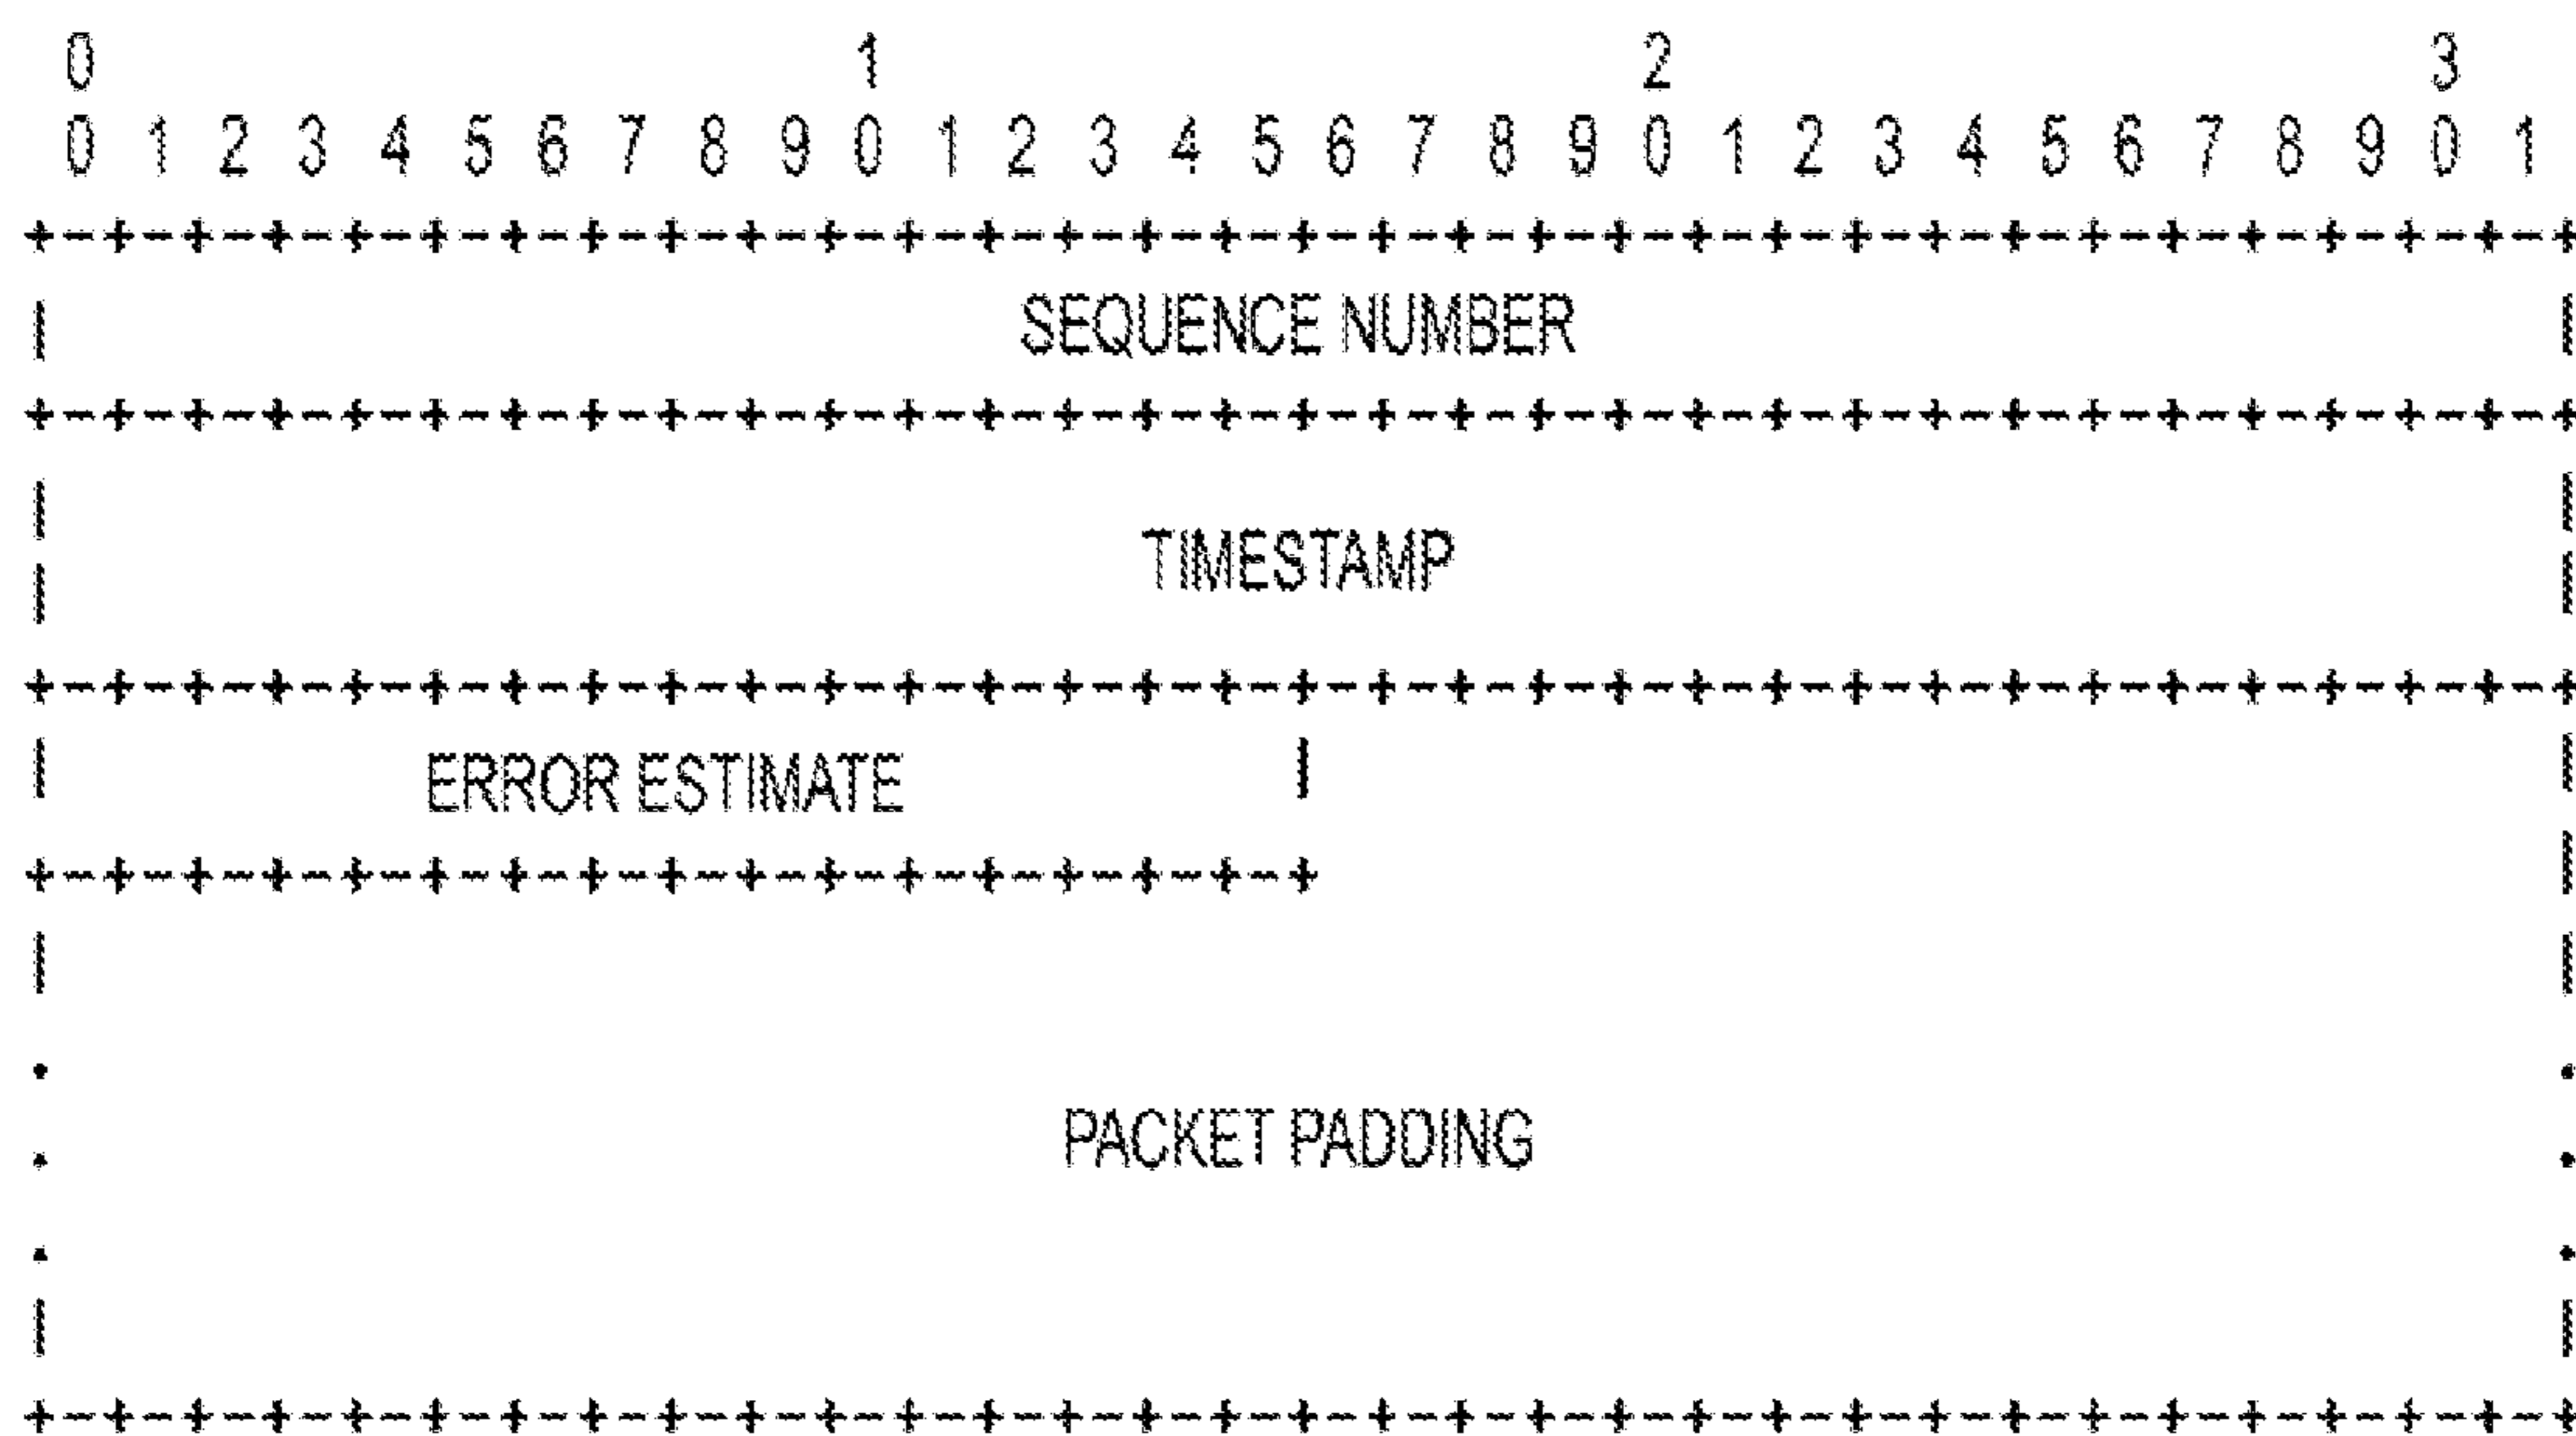 0 1 2 3
0 1 2 3 4 5 6 7 8 9 0 1 2 3 4 5 6 7 8 9 0 1 2 3 4 5 6 7 8 9 0 1
+-+-+-+-+-+-+-+-+-+-+-+-+-+-+-+-+-+-+-+-+-+-+-+-+-+-+-+-+-+-+-+-+
| SEQUENCE NUMBER |
+-+-+-+-+-+-+-+-+-+-+-+-+-+-+-+-+-+-+-+-+-+-+-+-+-+-+-+-+-+-+-+-+
| |
| TIMESTAMP |
+-+-+-+-+-+-+-+-+-+-+-+-+-+-+-+-+-+-+-+-+-+-+-+-+-+-+-+-+-+-+-+-+
| ERROR ESTIMATE | |
+-+-+-+-+-+-+-+-+-+-+-+-+-+-+-+-+ |
| |
. .
. PACKET PADDING .
. .
| |
+-+-+-+-+-+-+-+-+-+-+-+-+-+-+-+-+-+-+-+-+-+-+-+-+-+-+-+-+-+-+-+-+